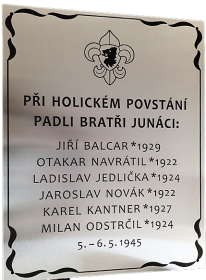 PŘI HOLICKÉM POVSTÁNÍ
PADLI BRATŘI JUNÁCI:
JIŘÍ BALCAR *1929
OTAKAR NAVRÁTIL *1922
LADISLAV JEDLIČKA *1924
JAROSLAV NOVÁK *1922
KAREL KANTNER *1927
MILAN ODSTRČIL *1924
5. - 6. 5. 1945